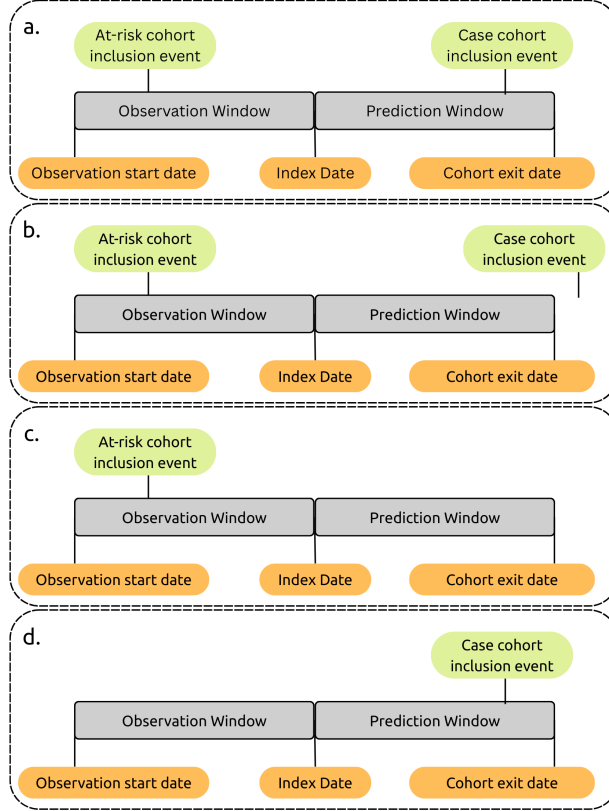 a.
At-risk cohort
inclusion event
Case cohort
inclusion event
Observation Window
Prediction Window
Observation start date
Index Date
Cohort exit date
b.
At-risk cohort
inclusion event
Case cohort
inclusion event
Observation Window
Prediction Window
Observation start date
Index Date
Cohort exit date
c.
At-risk cohort
inclusion event
Observation Window
Prediction Window
Observation start date
Index Date
Cohort exit date
d.
Case cohort
inclusion event
Observation Window
Prediction Window
Observation start date
Index Date
Cohort exit date